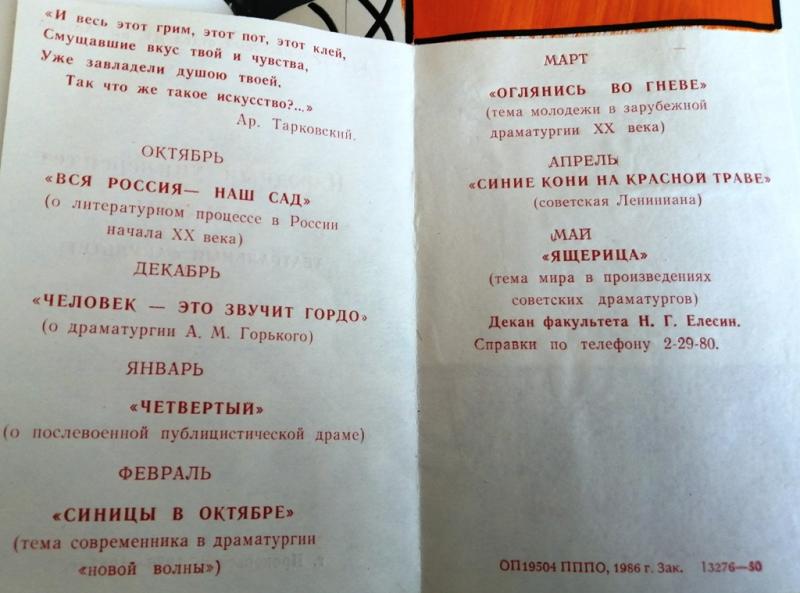 «И весь этот грим, этот пот, этот клей,
Смущавшие вкус твой и чувства,
Уже завладели душою твоей,
Так что же такое искусство?...»
Ар. Тарковский.
ОКТЯБРЬ
«ВСЯ РОССИЯ— НАШ САД»
(о литературном процессе в России
начала XX века)
ДЕКАБРЬ
«ЧЕЛОВЕК — ЭТО ЗВУЧИТ ГОРДО»
(о драматургии А. М. Горького)
ЯНВАРЬ
«ЧЕТВЕРТЫЙ»
(о послевоенной публицистической драме)
ФЕВРАЛЬ
«СИНИЦЫ В ОКТЯБРЕ»
(тема современника в драматургии
«новой волны»)
МАРТ
«ОГЛЯНИСЬ ВО ГНЕВЕ»
(тема молодежи в зарубежной
драматургии XX века)
АПРЕЛЬ
«СИНИЕ КОНИ НА КРАСНОЙ ТРАВЕ»
(советская Лениниана)
МАЙ
«ЯЩЕРИЦА»
(тема мира в произведениях
советских драматургов)
Декан факультета Н. Г. Елесин.
Справки по телефону 2-29-80.
ОП19504 ПППО, 1986 г. Зак. 13276—50